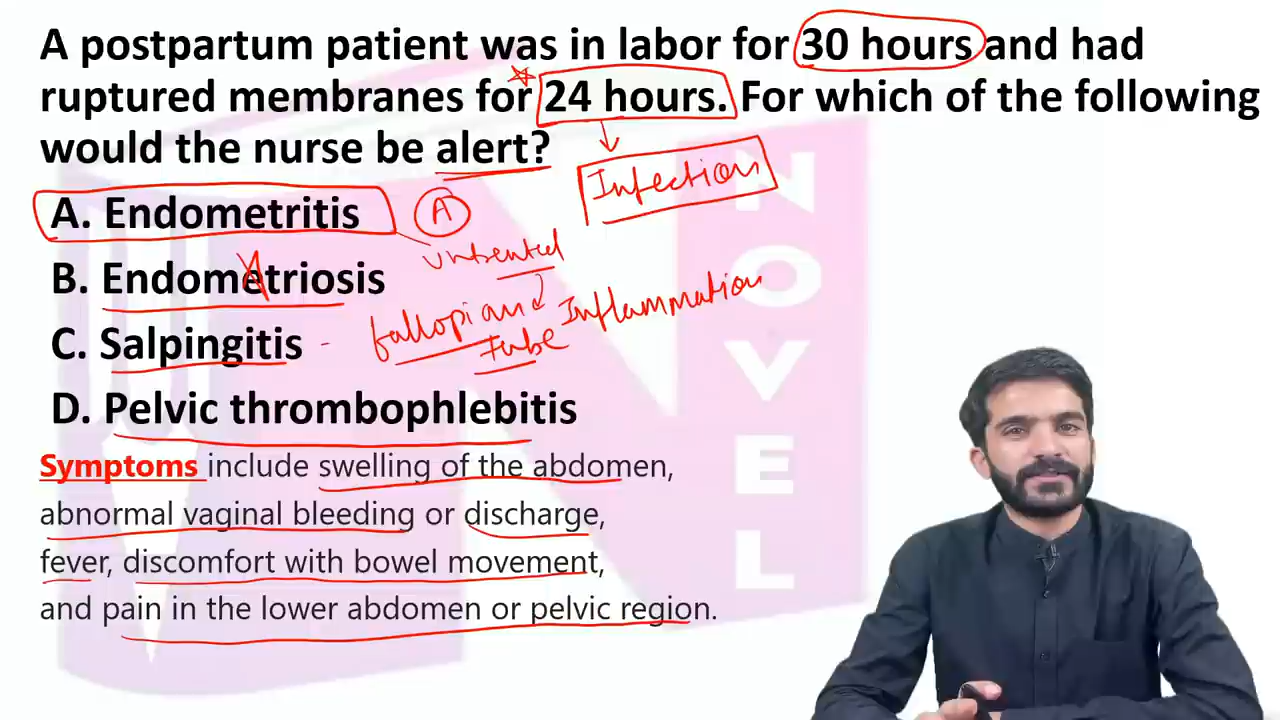 A postpartum patient was in labor for 30 hours and had
ruptured membranes for 24 hours. For which of the following
would the nurse be alert?
Infection
A. Endometritis
A
untreated
B. Endometriosis
Inflammation
C. Salpingitis
fallopian
tube
D. Pelvic thrombophlebitis
Symptoms include swelling of the abdomen,
abnormal vaginal bleeding or discharge,
fever, discomfort with bowel movement,
and pain in the lower abdomen or pelvic region.
NOVEL